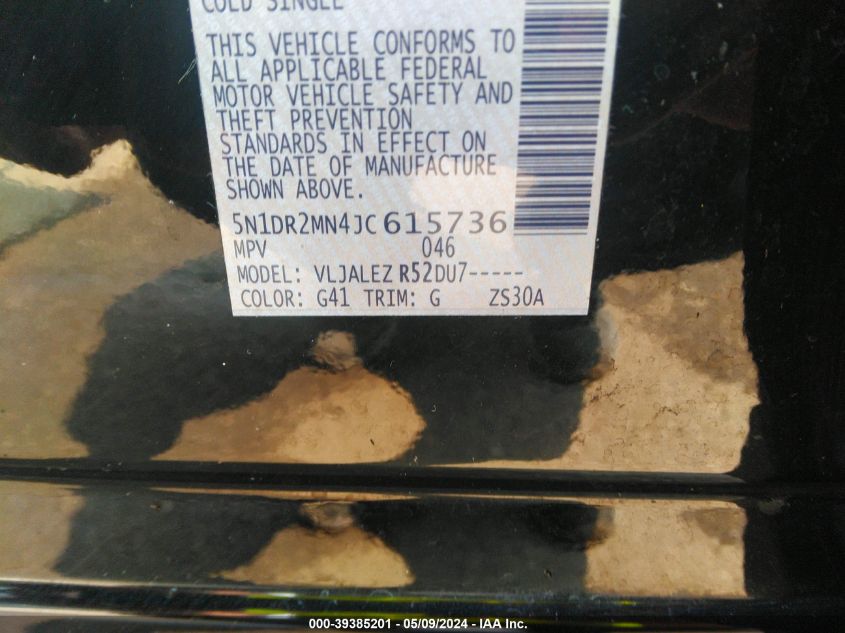 COLD SINGLE
THIS VEHICLE CONFORMS TO
ALL APPLICABLE FEDERAL
MOTOR VEHICLE SAFETY AND
THEFT PREVENTION
STANDARDS IN EFFECT ON
THE DATE OF MANUFACTURE
SHOWN ABOVE.
5N1DR2MN4JC615736
MPV 046
MODEL: VLJALEZ R52DU7-----
COLOR: G41 TRIM: G ZS30A
000-39385201 - 05/09/2024 - IAA Inc.